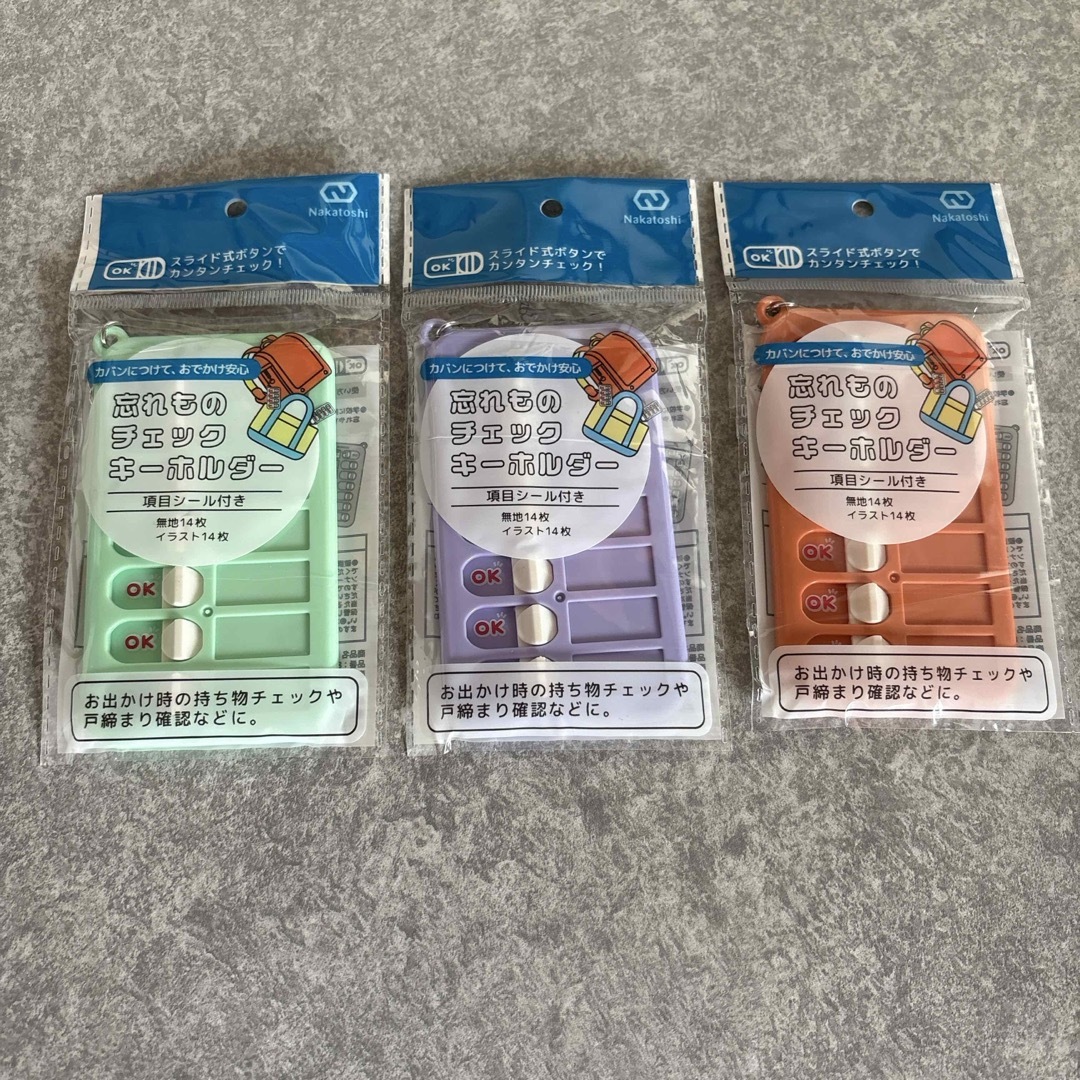 Nakatoshi
OK
スライド式ボタンで
カンタンチェック！
カバンにつけて、おでかけ安心
忘れもの
チェック
キーホルダー
項目シール付き
無地14枚
イラスト14枚
OK
OK
お出かけ時の持ち物チェックや
戸締まり確認などに。
Nakatoshi
OK
スライド式ボタンで
カンタンチェック！
カバンにつけて、おでかけ安心
忘れもの
チェック
キーホルダー
項目シール付き
無地14枚
イラスト14枚
OK
OK
お出かけ時の持ち物チェックや
戸締まり確認などに。
Nakatoshi
OK
スライド式ボタンで
カンタンチェック！
カバンにつけて、おでかけ安心
忘れもの
チェック
キーホルダー
項目シール付き
無地14枚
イラスト14枚
OK
OK
お出かけ時の持ち物チェックや
戸締まり確認などに。